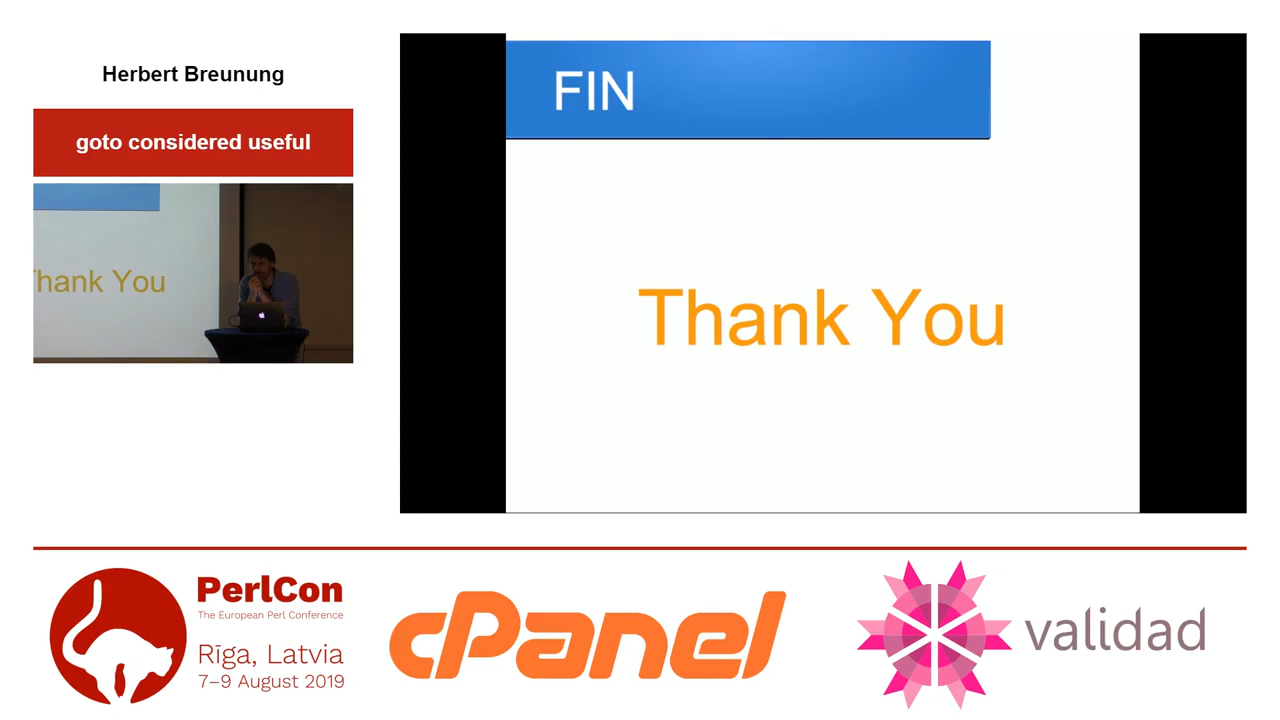 Herbert Breunung
goto considered useful
Thank You
FIN
Thank You
PerlCon
The European Perl Conference
Rīga, Latvia
7–9 August 2019
cPanel
validad